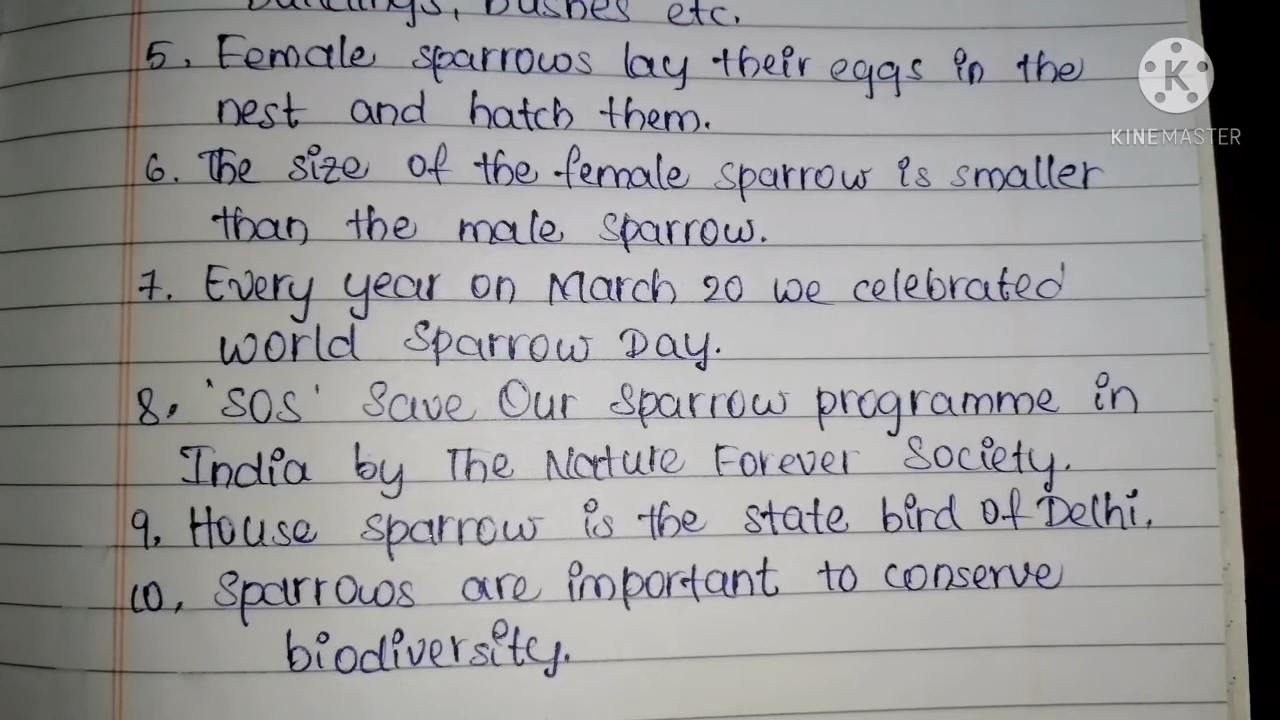 buildings, bushes etc.
5. Female sparrows lay their eggs in the
nest and hatch them.
6. The size of the female sparrow is smaller
than the male sparrow.
7. Every year on March 20 we celebrated
world Sparrow Day.
8. 'SOS' Save Our Sparrow programme in
India by The Nature Forever Society.
9. House sparrow is the state bird of Delhi.
10. Sparrows are important to conserve
biodiversity.
K
KINEMASTER